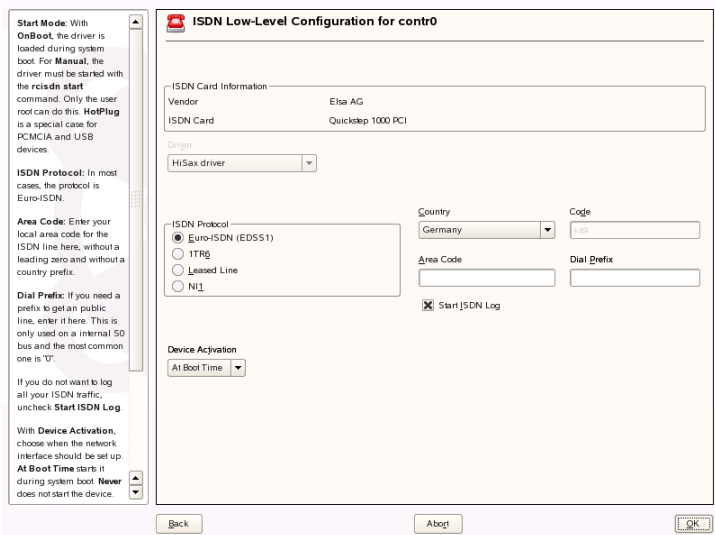 Start Mode: With
OnBoot, the driver is
loaded during system
boot. For Manual, the
driver must be started with
the rcisdn start
command. Only the user
root can do this. HotPlug
is a special case for
PCMCIA and USB
devices.
ISDN Protocol: In most
cases, the protocol is
Euro-ISDN.
Area Code: Enter your
local area code for the
ISDN line here, without a
leading zero and without a
country prefix.
Dial Prefix: If you need a
prefix to get an public
line, enter it here. This is
only used on a internal S0
bus and the most common
one is "0".
If you do not want to log
all your ISDN traffic,
uncheck Start ISDN Log.
With Device Activation,
choose when the network
interface should be set up.
At Boot Time starts it
during system boot. Never
does not start the device.
ISDN Low-Level Configuration for contr0
ISDN Card Information
Vendor Elsa AG
ISDN Card Quickstep 1000 PCI
Driver
HiSax driver
ISDN Protocol
Euro-ISDN (EDSS1)
1TR6
Leased Line
NI1
Country Code
Germany +49
Area Code Dial Prefix
Start ISDN Log
Device Activation
At Boot Time
Back Abort OK